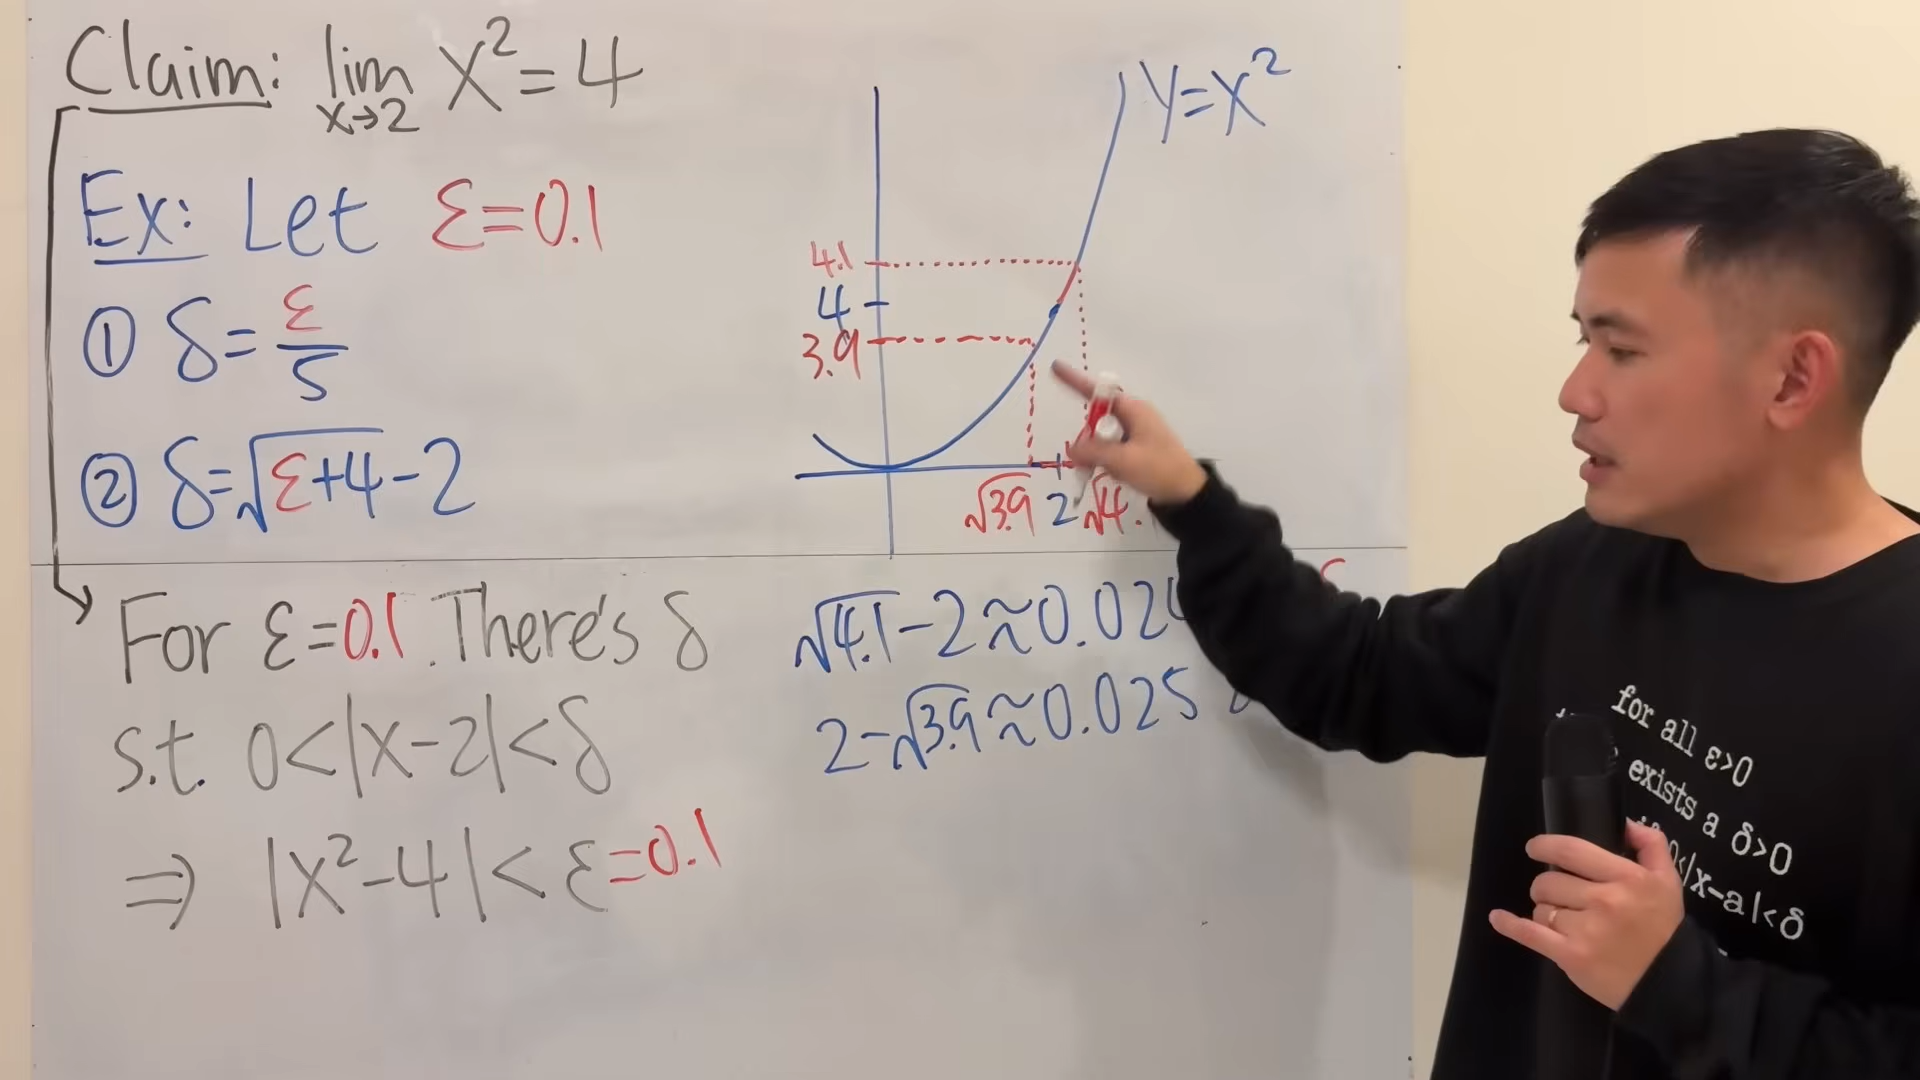 Claim: lim x→2 x² = 4
Ex: Let ε=0.1
① δ = ε/5
② δ=√(ε+4) - 2
y=x²
4.1
4
3.9
√3.9 2 √4.
For ε=0.1. There's δ
s.t. 0<|x-2|<δ
⇒ |x²-4|<ε=0.1
√4.1-2≈0.024
2-√3.9≈0.025
for all ε>0
exists a δ>0
0<|x-a|<δ